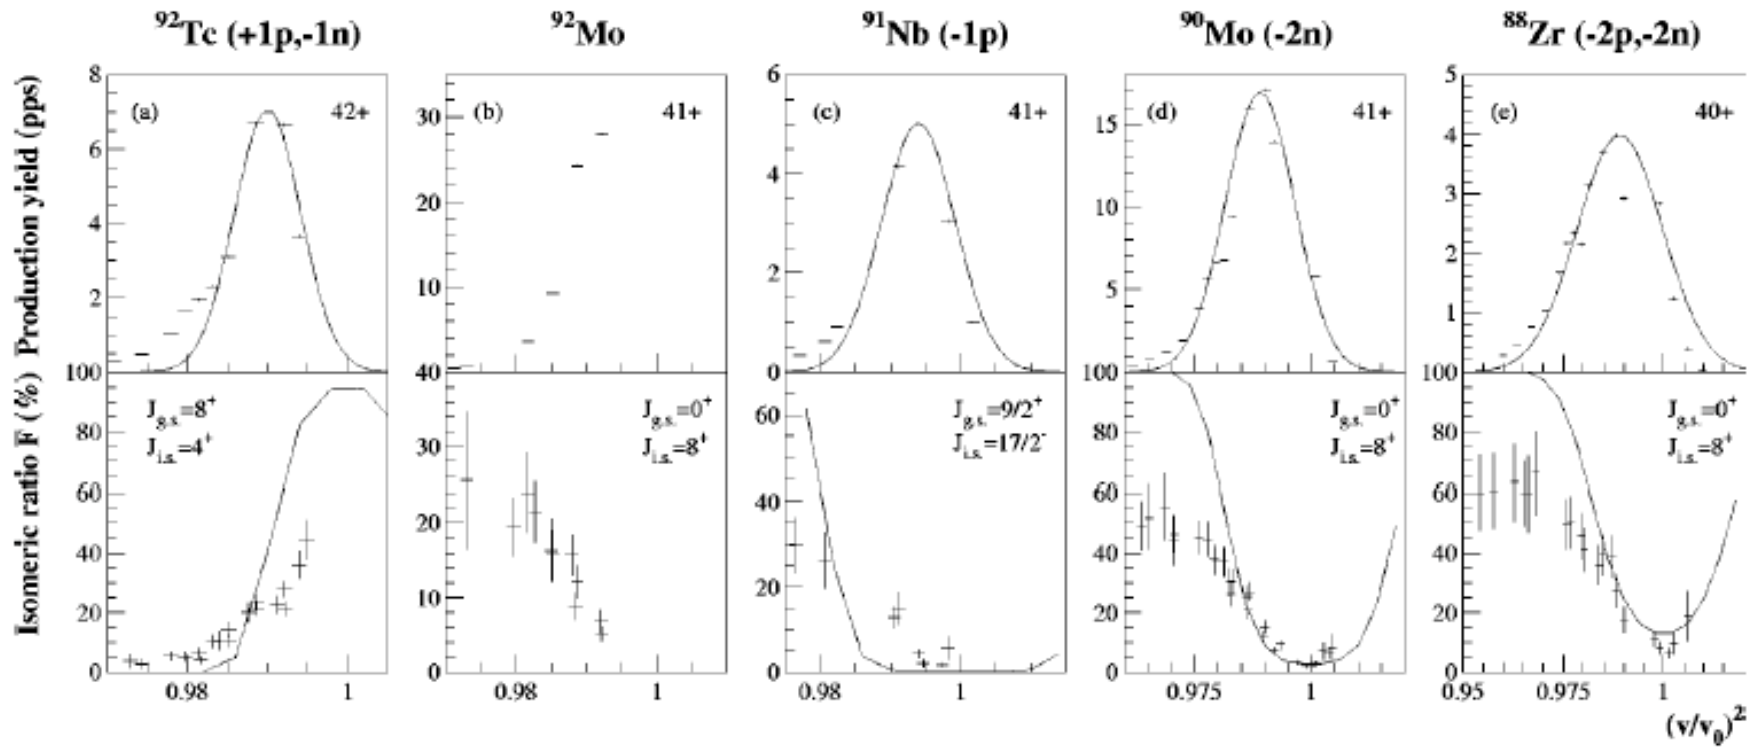 ⁹²Tc (+1p,-1n) ⁹²Mo ⁹¹Nb (-1p) ⁹⁰Mo (-2n) ⁸⁸Zr (-2p,-2n)
Production yield (pps)
8 6 4 2
(a) 42+
30 20 10
(b) 41+
6 4 2 0
(c) 41+
15 10 5
(d) 41+
5 4 3 2 1
(e) 40+
Isomeric ratio F (%)
100 80 60 40 20 0
J_g.s.=8⁺
J_i.s.=4⁺
0.98 1
40 30 20 10 0
J_g.s.=0⁺
J_i.s.=8⁺
0.98 1
60 40 20 0
J_g.s.=9/2⁺
J_i.s.=17/2⁻
0.98 1
100 80 60 40 20 0
J_g.s.=0⁺
J_i.s.=8⁺
0.975 1
100 80 60 40 20 0
J_g.s.=0⁺
J_i.s.=8⁺
0.95 0.975 1
(v/v₀)²